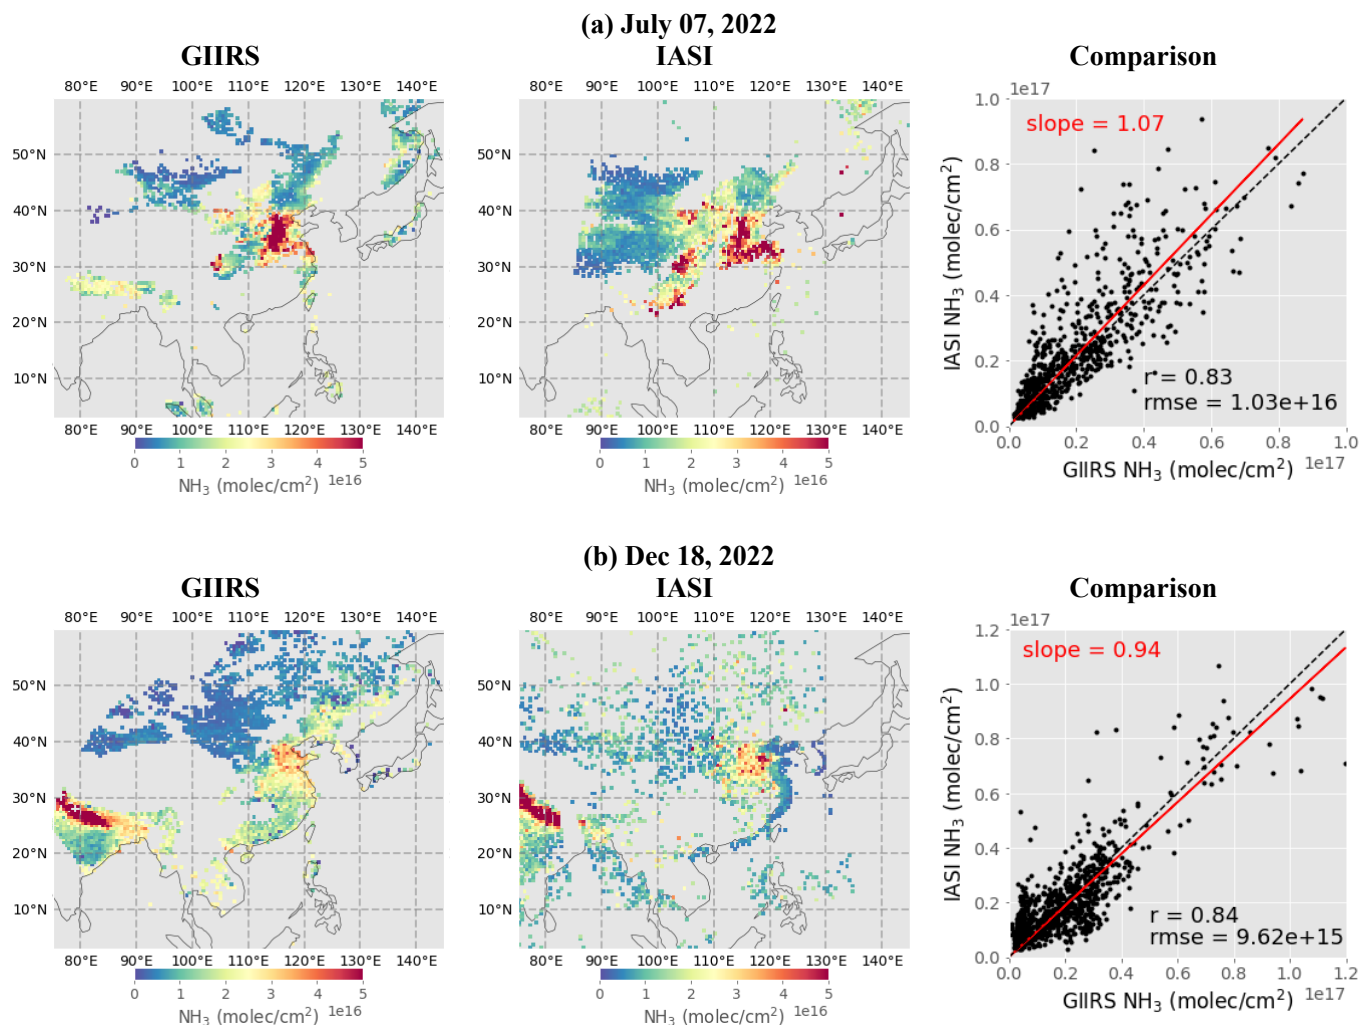 (a) July 07, 2022
GIIRS IASI Comparison
80°E 90°E 100°E 110°E 120°E 130°E 140°E
50°N
40°N
30°N
20°N
10°N
80°E 90°E 100°E 110°E 120°E 130°E 140°E
0 1 2 3 4 5
NH₃ (molec/cm²) 1e16
80°E 90°E 100°E 110°E 120°E 130°E 140°E
50°N
40°N
30°N
20°N
10°N
80°E 90°E 100°E 110°E 120°E 130°E 140°E
0 1 2 3 4 5
NH₃ (molec/cm²) 1e16
1e17
1.0
0.8
0.6
0.4
0.2
0.0
IASI NH₃ (molec/cm²)
slope = 1.07
r = 0.83
rmse = 1.03e+16
0.0 0.2 0.4 0.6 0.8 1.0
GIIRS NH₃ (molec/cm²) 1e17
(b) Dec 18, 2022
GIIRS IASI Comparison
80°E 90°E 100°E 110°E 120°E 130°E 140°E
50°N
40°N
30°N
20°N
10°N
80°E 90°E 100°E 110°E 120°E 130°E 140°E
0 1 2 3 4 5
NH₃ (molec/cm²) 1e16
80°E 90°E 100°E 110°E 120°E 130°E 140°E
50°N
40°N
30°N
20°N
10°N
80°E 90°E 100°E 110°E 120°E 130°E 140°E
0 1 2 3 4 5
NH₃ (molec/cm²) 1e16
1e17
1.2
1.0
0.8
0.6
0.4
0.2
0.0
IASI NH₃ (molec/cm²)
slope = 0.94
r = 0.84
rmse = 9.62e+15
0.0 0.2 0.4 0.6 0.8 1.0 1.2
GIIRS NH₃ (molec/cm²) 1e17